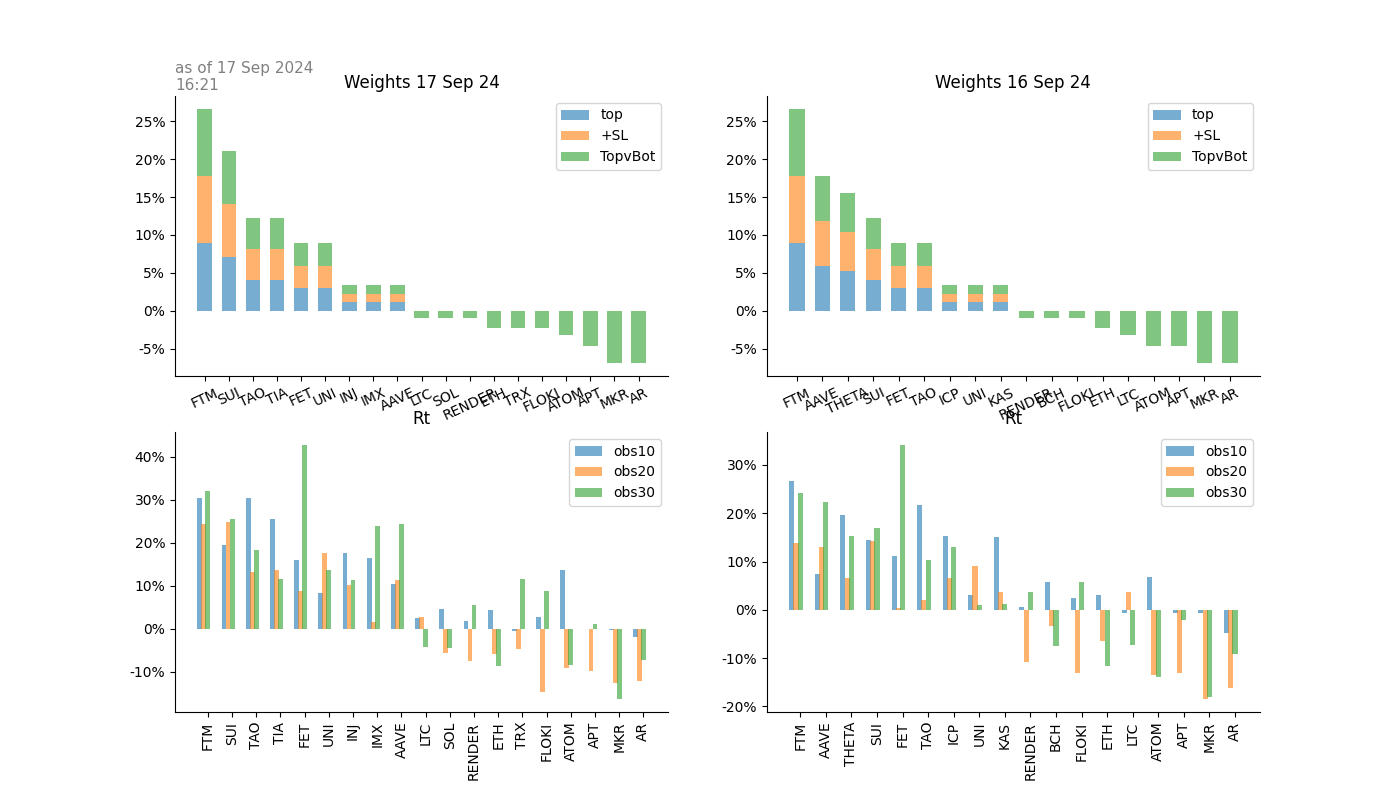 as of 17 Sep 2024
16:21
Weights 17 Sep 24
25%
20%
15%
10%
5%
0%
-5%
top
+SL
TopvBot
FTM SUI TAO TIA FET UNI INJ IMX AAVE LTC SOL RENDER ETH TRX FLOKI ATOM APT MKR AR
Weights 16 Sep 24
25%
20%
15%
10%
5%
0%
-5%
top
+SL
TopvBot
FTM AAVE THETA SUI FET TAO ICP UNI KAS RENDER BCH FLOKI ETH LTC ATOM APT MKR AR
Rt
40%
30%
20%
10%
0%
-10%
obs10
obs20
obs30
FTM SUI TAO TIA FET UNI INJ IMX AAVE LTC SOL RENDER ETH TRX FLOKI ATOM APT MKR AR
Rt
30%
20%
10%
0%
-10%
-20%
obs10
obs20
obs30
FTM AAVE THETA SUI FET TAO ICP UNI KAS RENDER BCH FLOKI ETH LTC ATOM APT MKR AR